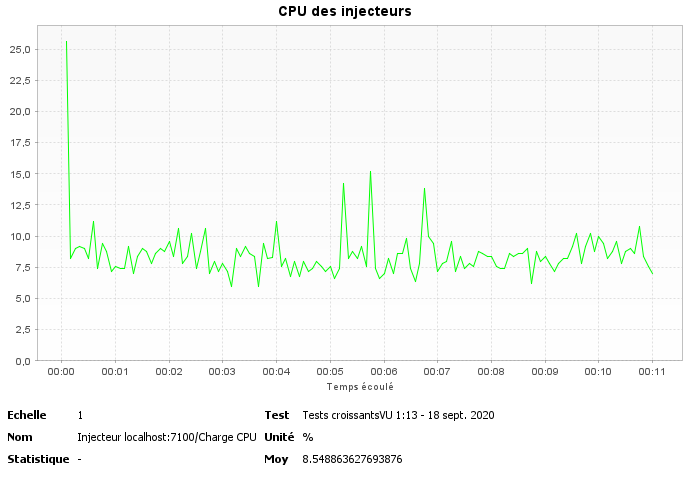 CPU des injecteurs
25,0
22,5
20,0
17,5
15,0
12,5
10,0
7,5
5,0
2,5
0,0
00:00 00:01 00:02 00:03 00:04 00:05 00:06 00:07 00:08 00:09 00:10 00:11
Temps écoulé
Echelle 1 Test Tests croissantsVU 1:13 - 18 sept. 2020
Nom Injecteur localhost:7100/Charge CPU Unité %
Statistique - Moy 8.548863627693876